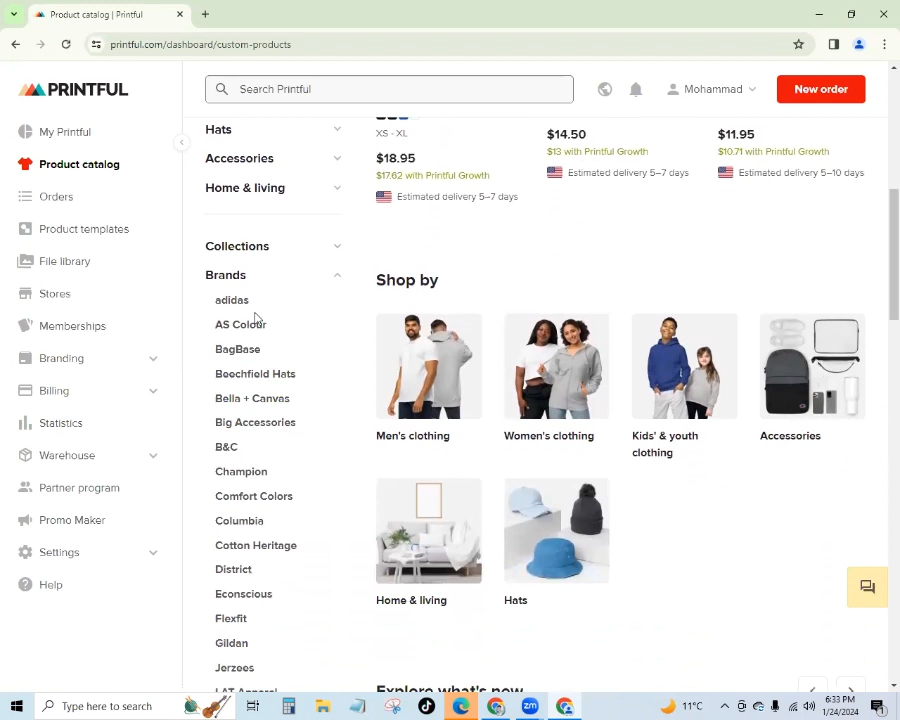 Product catalog | Printful
printful.com/dashboard/custom-products
PRINTFUL
Search Printful
Mohammad
New order
My Printful
Product catalog
Orders
Product templates
File library
Stores
Memberships
Branding
Billing
Statistics
Warehouse
Partner program
Promo Maker
Settings
Help
Hats
Accessories
Home & living
Collections
Brands
adidas
AS Colour
BagBase
Beechfield Hats
Bella + Canvas
Big Accessories
B&C
Champion
Comfort Colors
Columbia
Cotton Heritage
District
Econscious
Flexfit
Gildan
Jerzees
LAT Apparel
XS - XL
$18.95
$17.62 with Printful Growth
Estimated delivery 5–7 days
$14.50
$13 with Printful Growth
Estimated delivery 5–7 days
$11.95
$10.71 with Printful Growth
Estimated delivery 5–10 days
Shop by
Men's clothing
Women's clothing
Kids' & youth
clothing
Accessories
Home & living
Hats
Explore what's new
Type here to search
11°C
6:33 PM
1/24/2024